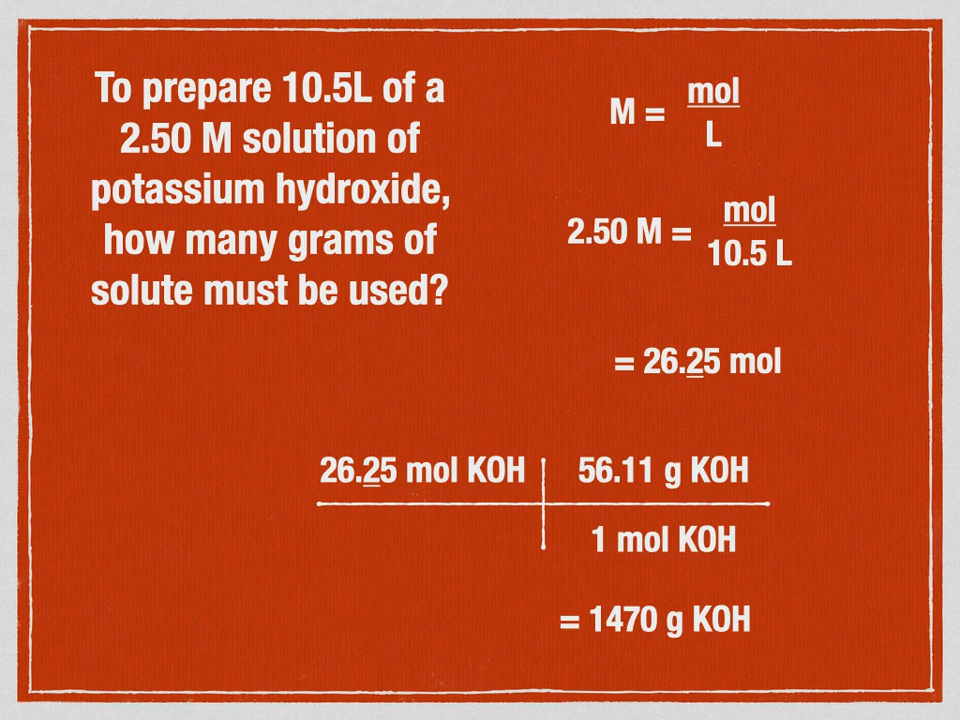 To prepare 10.5L of a
2.50 M solution of
potassium hydroxide,
how many grams of
solute must be used?
M = mol
L
2.50 M = mol
10.5 L
= 26.25 mol
26.25 mol KOH 56.11 g KOH
1 mol KOH
= 1470 g KOH